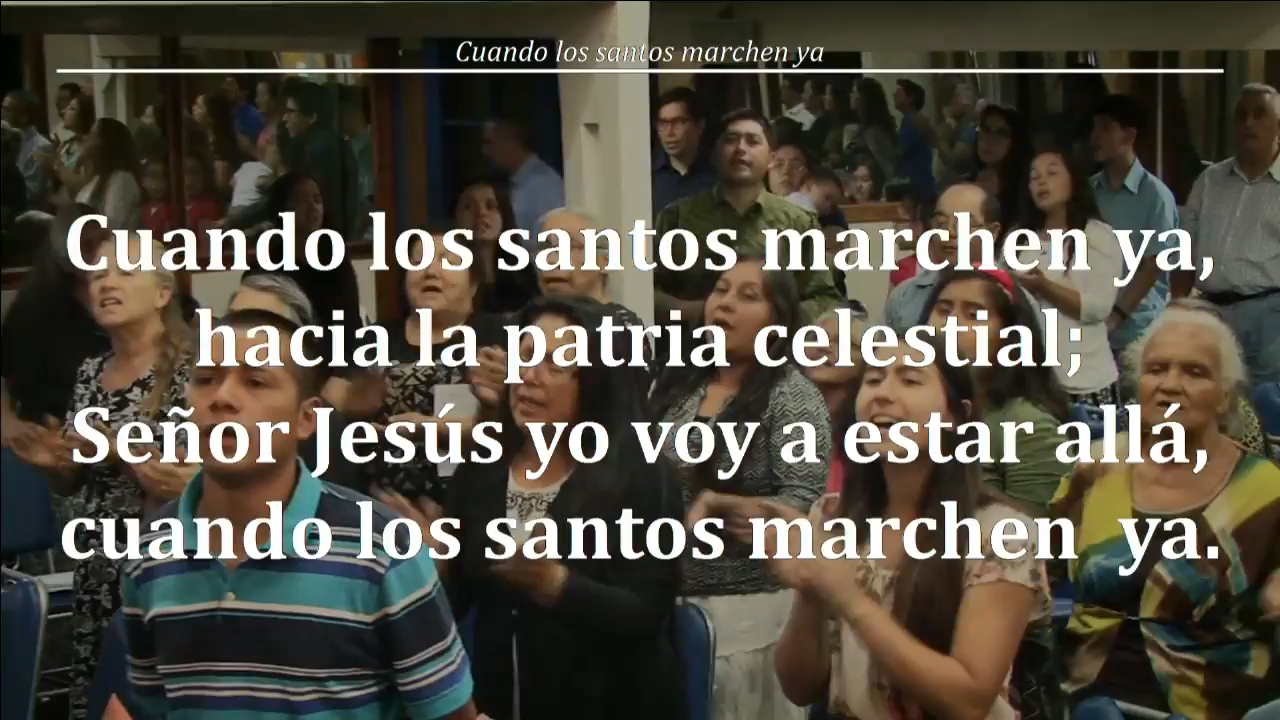 Cuando los santos marchen ya
Cuando los santos marchen ya,
hacia la patria celestial;
Señor Jesús yo voy a estar allá,
cuando los santos marchen  ya.